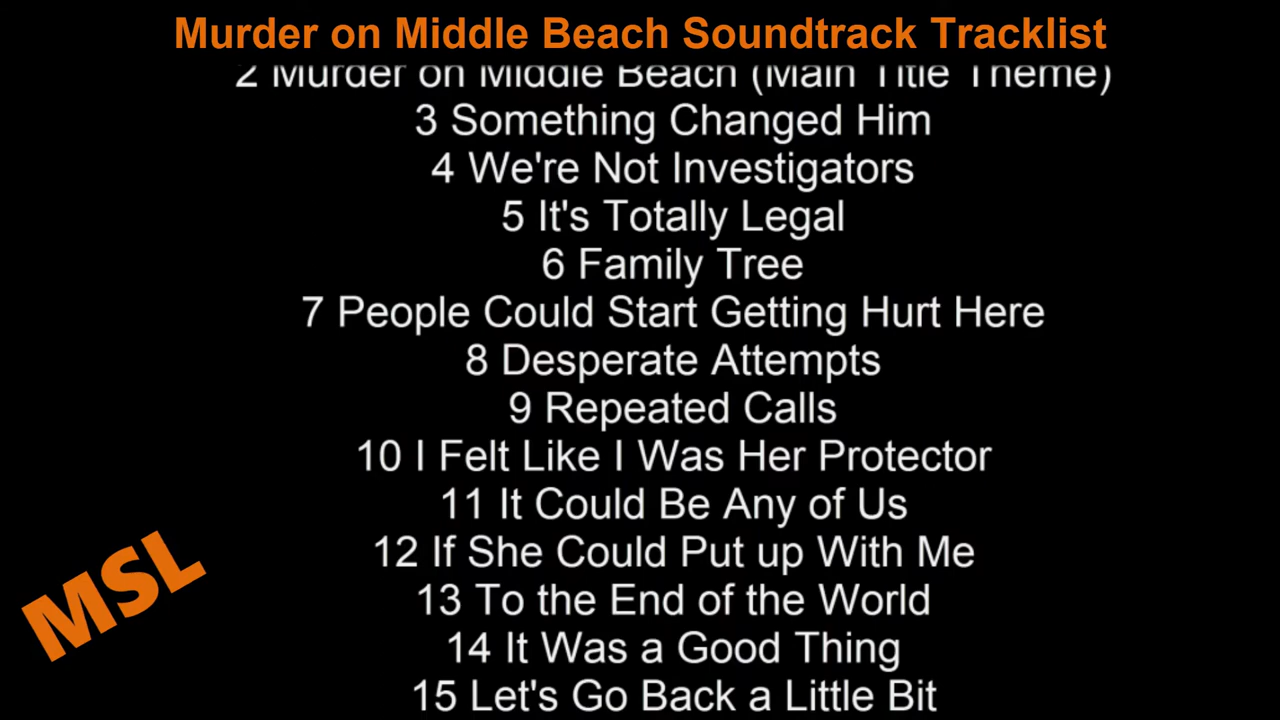 Murder on Middle Beach Soundtrack Tracklist
2 Murder on Middle Beach (Main Title Theme)
3 Something Changed Him
4 We're Not Investigators
5 It's Totally Legal
6 Family Tree
7 People Could Start Getting Hurt Here
8 Desperate Attempts
9 Repeated Calls
10 I Felt Like I Was Her Protector
11 It Could Be Any of Us
12 If She Could Put up With Me
13 To the End of the World
14 It Was a Good Thing
15 Let's Go Back a Little Bit
MSL